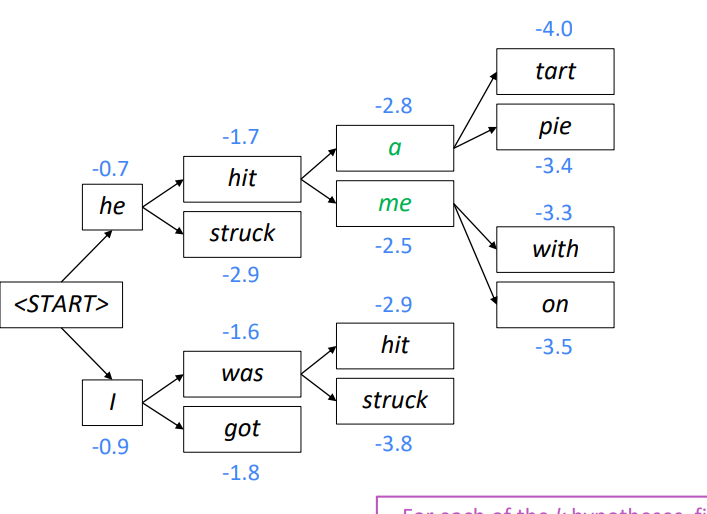 -4.0
tart
-2.8
pie
-1.7
a
-3.4
-0.7
hit
me
-3.3
he
struck
-2.5
with
-2.9
<START>
-2.9
on
-1.6
hit
-3.5
was
I
struck
got
-0.9
-3.8
-1.8